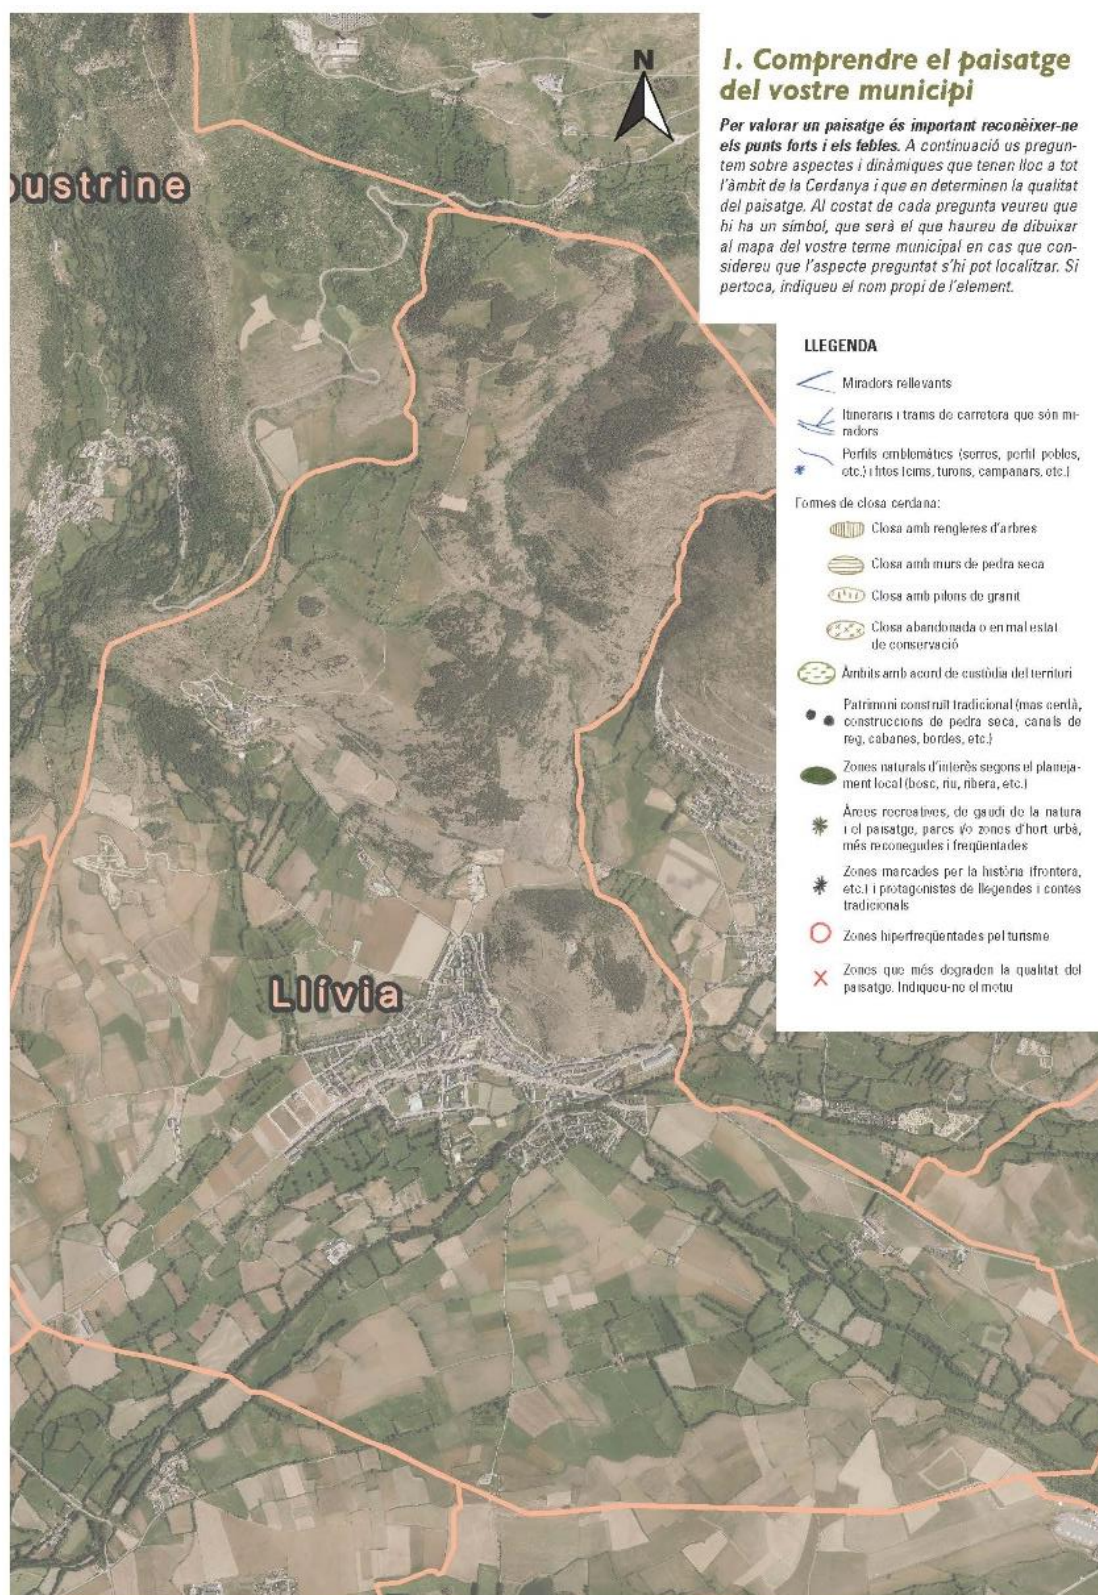 N
1. Comprendre el paisatge
del vostre municipi
Per valorar un paisatge és important reconèixer-ne
els punts forts i els febles. A continuació us pregun-
tem sobre aspectes i dinàmiques que tenen lloc a tot
l'àmbit de la Cerdanya i que en determinen la qualitat
del paisatge. Al costat de cada pregunta veureu que
hi ha un símbol, que serà el que haureu de dibuixar
al mapa del vostre terme municipal en cas que con-
sidereu que l'aspecte preguntat s'hi pot localitzar. Si
pertoca, indiqueu el nom propi de l'element.
oustrine
LLEGENDA
Miradors rellevants
Itineraris i trams de carretera que són mi-
radors
Perfils emblemàtics (serres, perfil pobles,
etc.) i fites (cims, turons, campanars, etc.)
Formes de closa cerdana:
Closa amb rengleres d'arbres
Closa amb murs de pedra seca
Closa amb pilons de granit
Closa abandonada o en mal estat
de conservació
Àmbits amb acord de custòdia del territori
Patrimoni construït tradicional (mas cerdà,
construccions de pedra seca, canals de
reg, cabanes, bordes, etc.)
Zones naturals d'interès segons el planeja-
ment local (bosc, riu, ribera, etc.)
Àrees recreatives, de gaudi de la natura
i el paisatge, parcs i/o zones d'hort urbà,
més reconegudes i freqüentades
Zones marcades per la història (frontera,
etc.) i protagonistes de llegendes i contes
tradicionals
Zones hiperfreqüentades pel turisme
Zones que més degraden la qualitat del
paisatge. Indiqueu-ne el motiu
Llívia